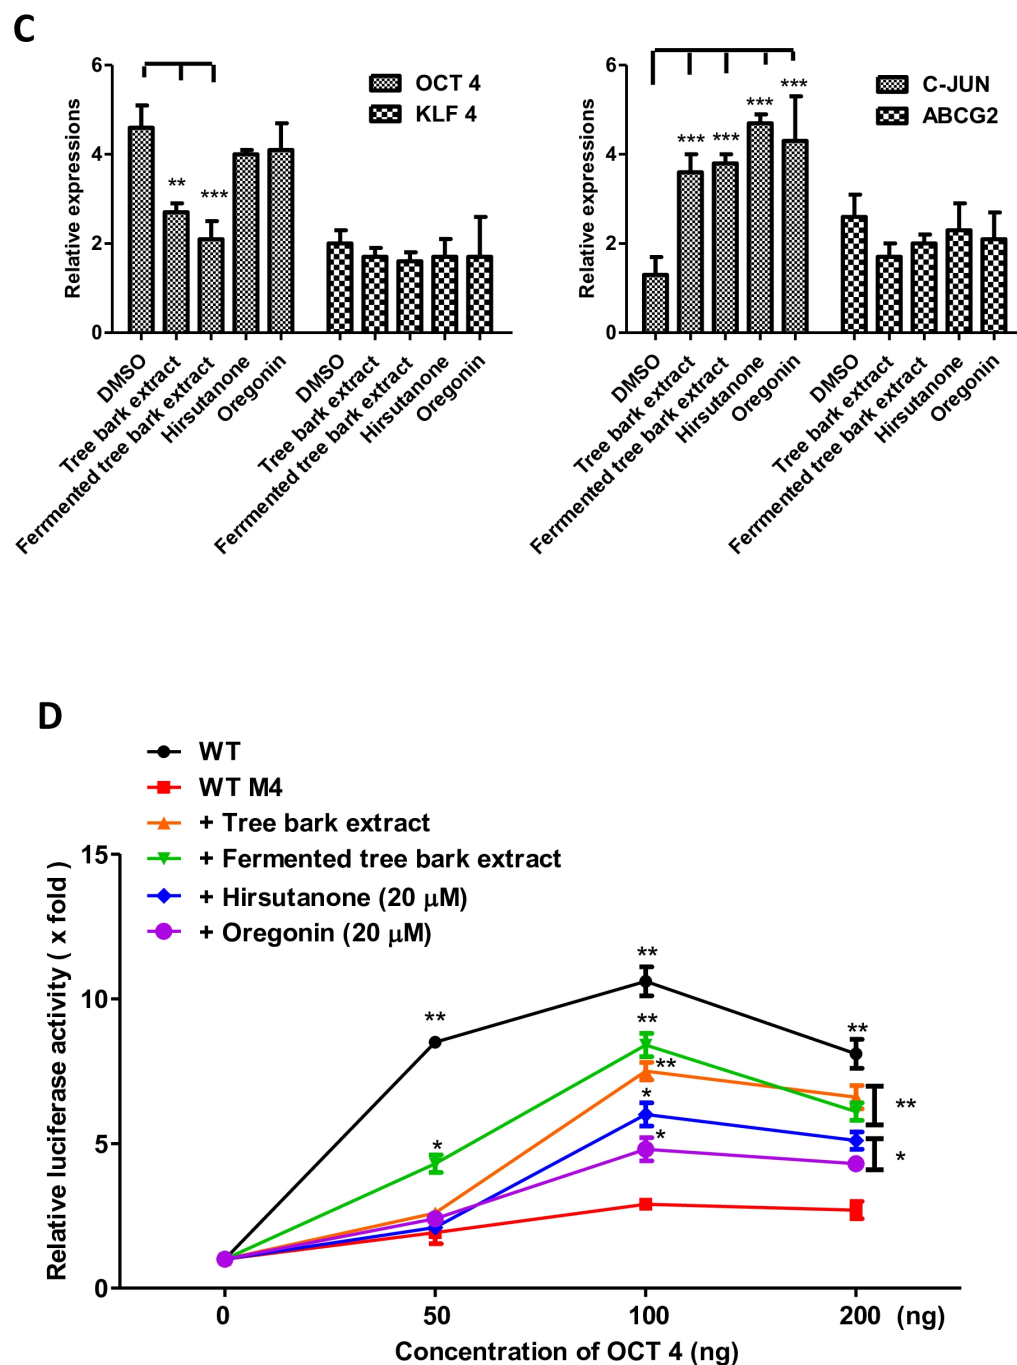 C
6
4
2
0
Relative expressions
OCT 4
KLF 4
**
***
DMSO
Tree bark extract
Ferrmented tree bark extract
Hirsutanone
Oregonin
DMSO
Tree bark extract
Ferrmented tree bark extract
Hirsutanone
Oregonin
6
4
2
0
Relative expressions
C-JUN
ABCG2
***
***
***
***
DMSO
Tree bark extract
Ferrmented tree bark extract
Hirsutanone
Oregonin
DMSO
Tree bark extract
Ferrmented tree bark extract
Hirsutanone
Oregonin
D
WT
WT M4
+ Tree bark extract
+ Fermented tree bark extract
+ Hirsutanone (20 μM)
+ Oregonin (20 μM)
15
10
5
0
Relative luciferase activity ( x fold )
**
*
**
**
**
*
*
**
**
*
0 50 100 200 (ng)
Concentration of OCT 4 (ng)